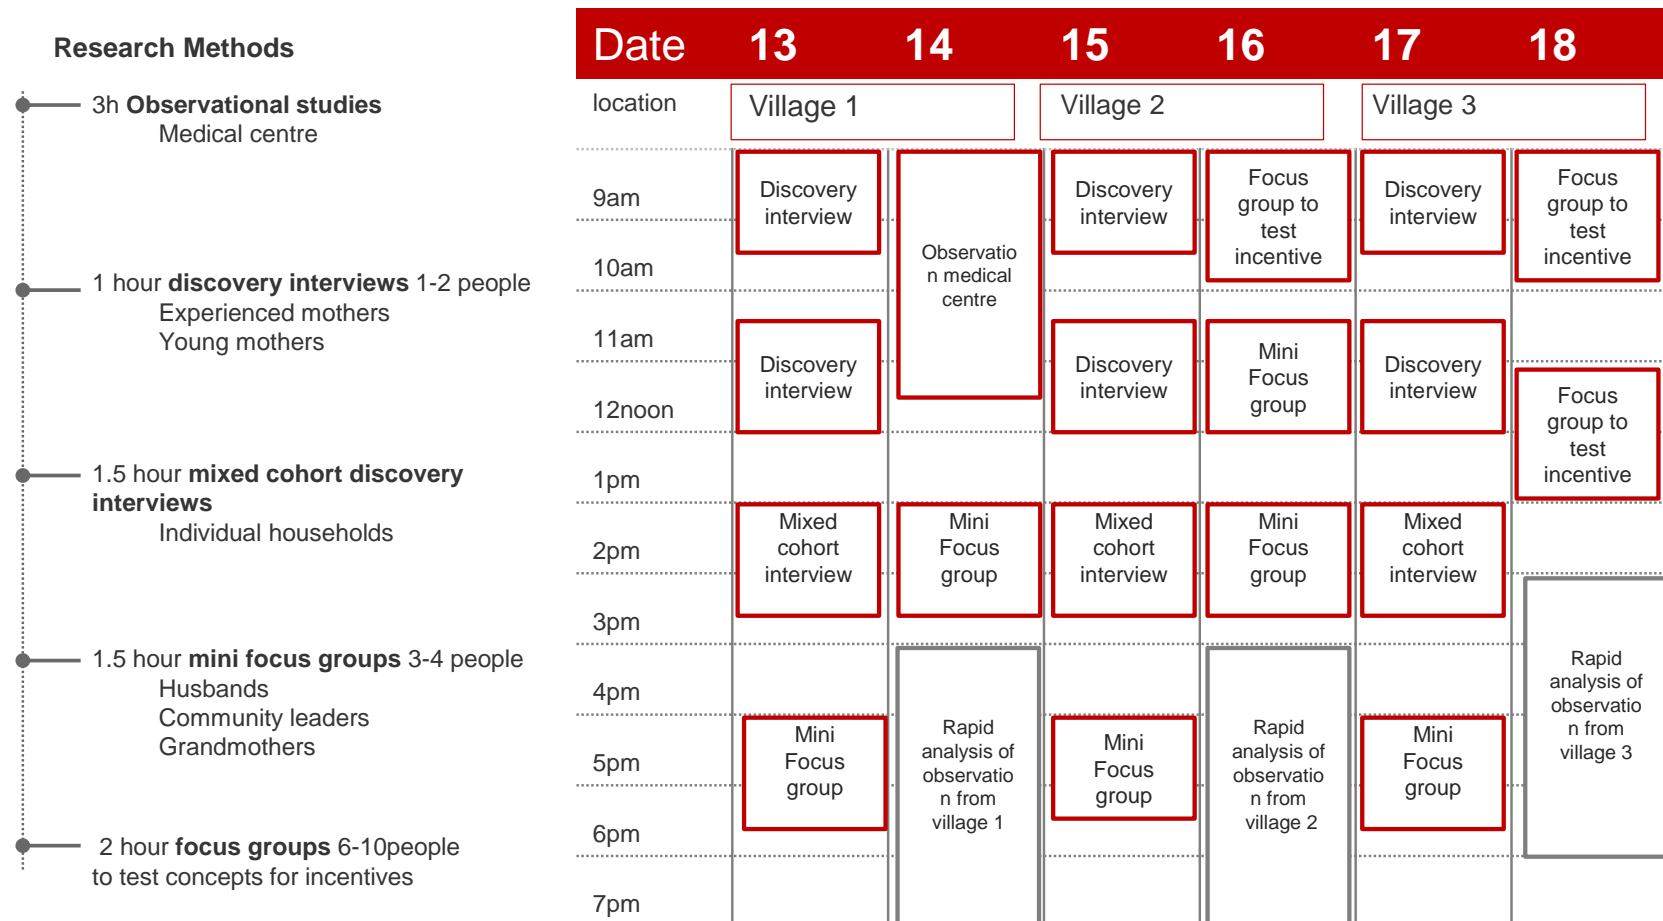 Research Methods
3h Observational studies
Medical centre
1 hour discovery interviews 1-2 people
Experienced mothers
Young mothers
1.5 hour mixed cohort discovery
interviews
Individual households
1.5 hour mini focus groups 3-4 people
Husbands
Community leaders
Grandmothers
2 hour focus groups 6-10people
to test concepts for incentives
Date 13 14 15 16 17 18
location Village 1 Village 2 Village 3
9am
10am
11am
12noon
1pm
2pm
3pm
4pm
5pm
6pm
7pm
Discovery
interview
Discovery
interview
Mixed
cohort
interview
Mini
Focus
group
Observatio
n medical
centre
Mini
Focus
group
Rapid
analysis of
observatio
n from
village 1
Discovery
interview
Discovery
interview
Mixed
cohort
interview
Mini
Focus
group
Focus
group to
test
incentive
Mini
Focus
group
Mini
Focus
group
Rapid
analysis of
observatio
n from
village 2
Discovery
interview
Discovery
interview
Mixed
cohort
interview
Mini
Focus
group
Focus
group to
test
incentive
Focus
group to
test
incentive
Rapid
analysis of
observatio
n from
village 3